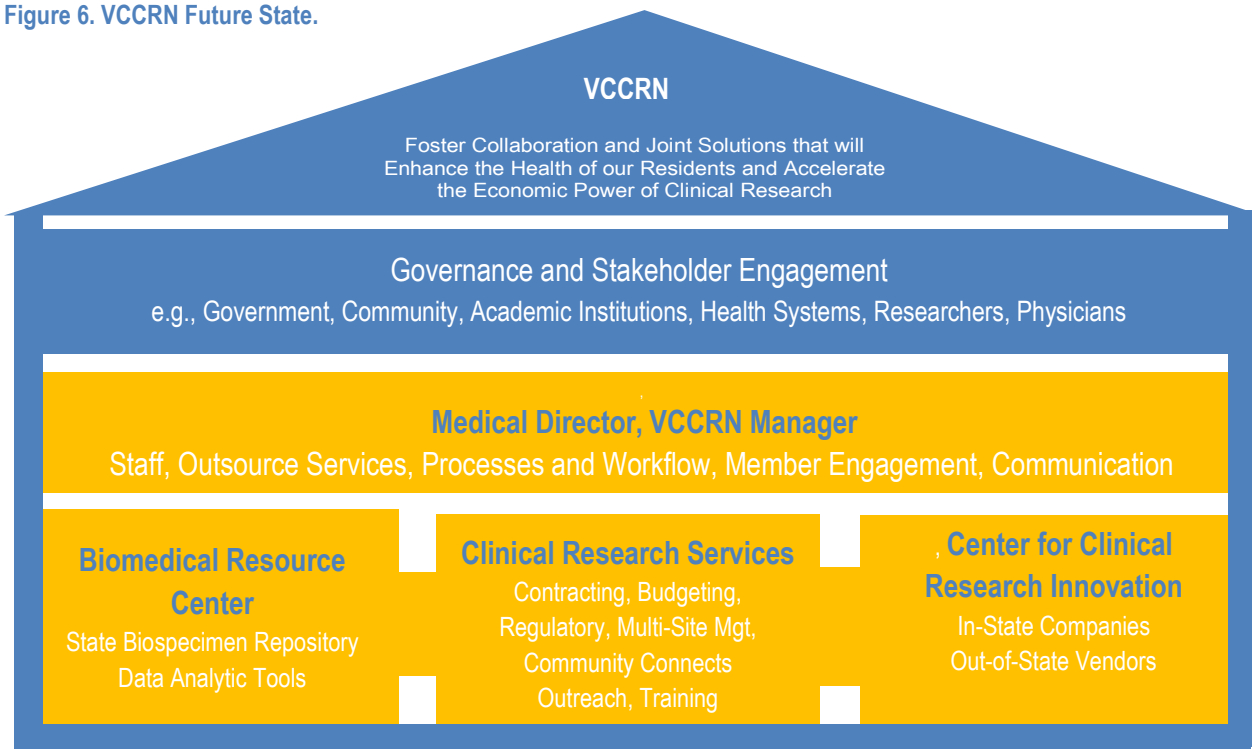 Figure 6. VCCRN Future State.
VCCRN
Foster Collaboration and Joint Solutions that will
Enhance the Health of our Residents and Accelerate
the Economic Power of Clinical Research
Governance and Stakeholder Engagement
e.g., Government, Community, Academic Institutions, Health Systems, Researchers, Physicians
,
Medical Director, VCCRN Manager
Staff, Outsource Services, Processes and Workflow, Member Engagement, Communication
Biomedical Resource
Center
State Biospecimen Repository
Data Analytic Tools
Clinical Research Services
Contracting, Budgeting,
Regulatory, Multi-Site Mgt,
Community Connects
Outreach, Training
, Center for Clinical
Research Innovation
In-State Companies
Out-of-State Vendors